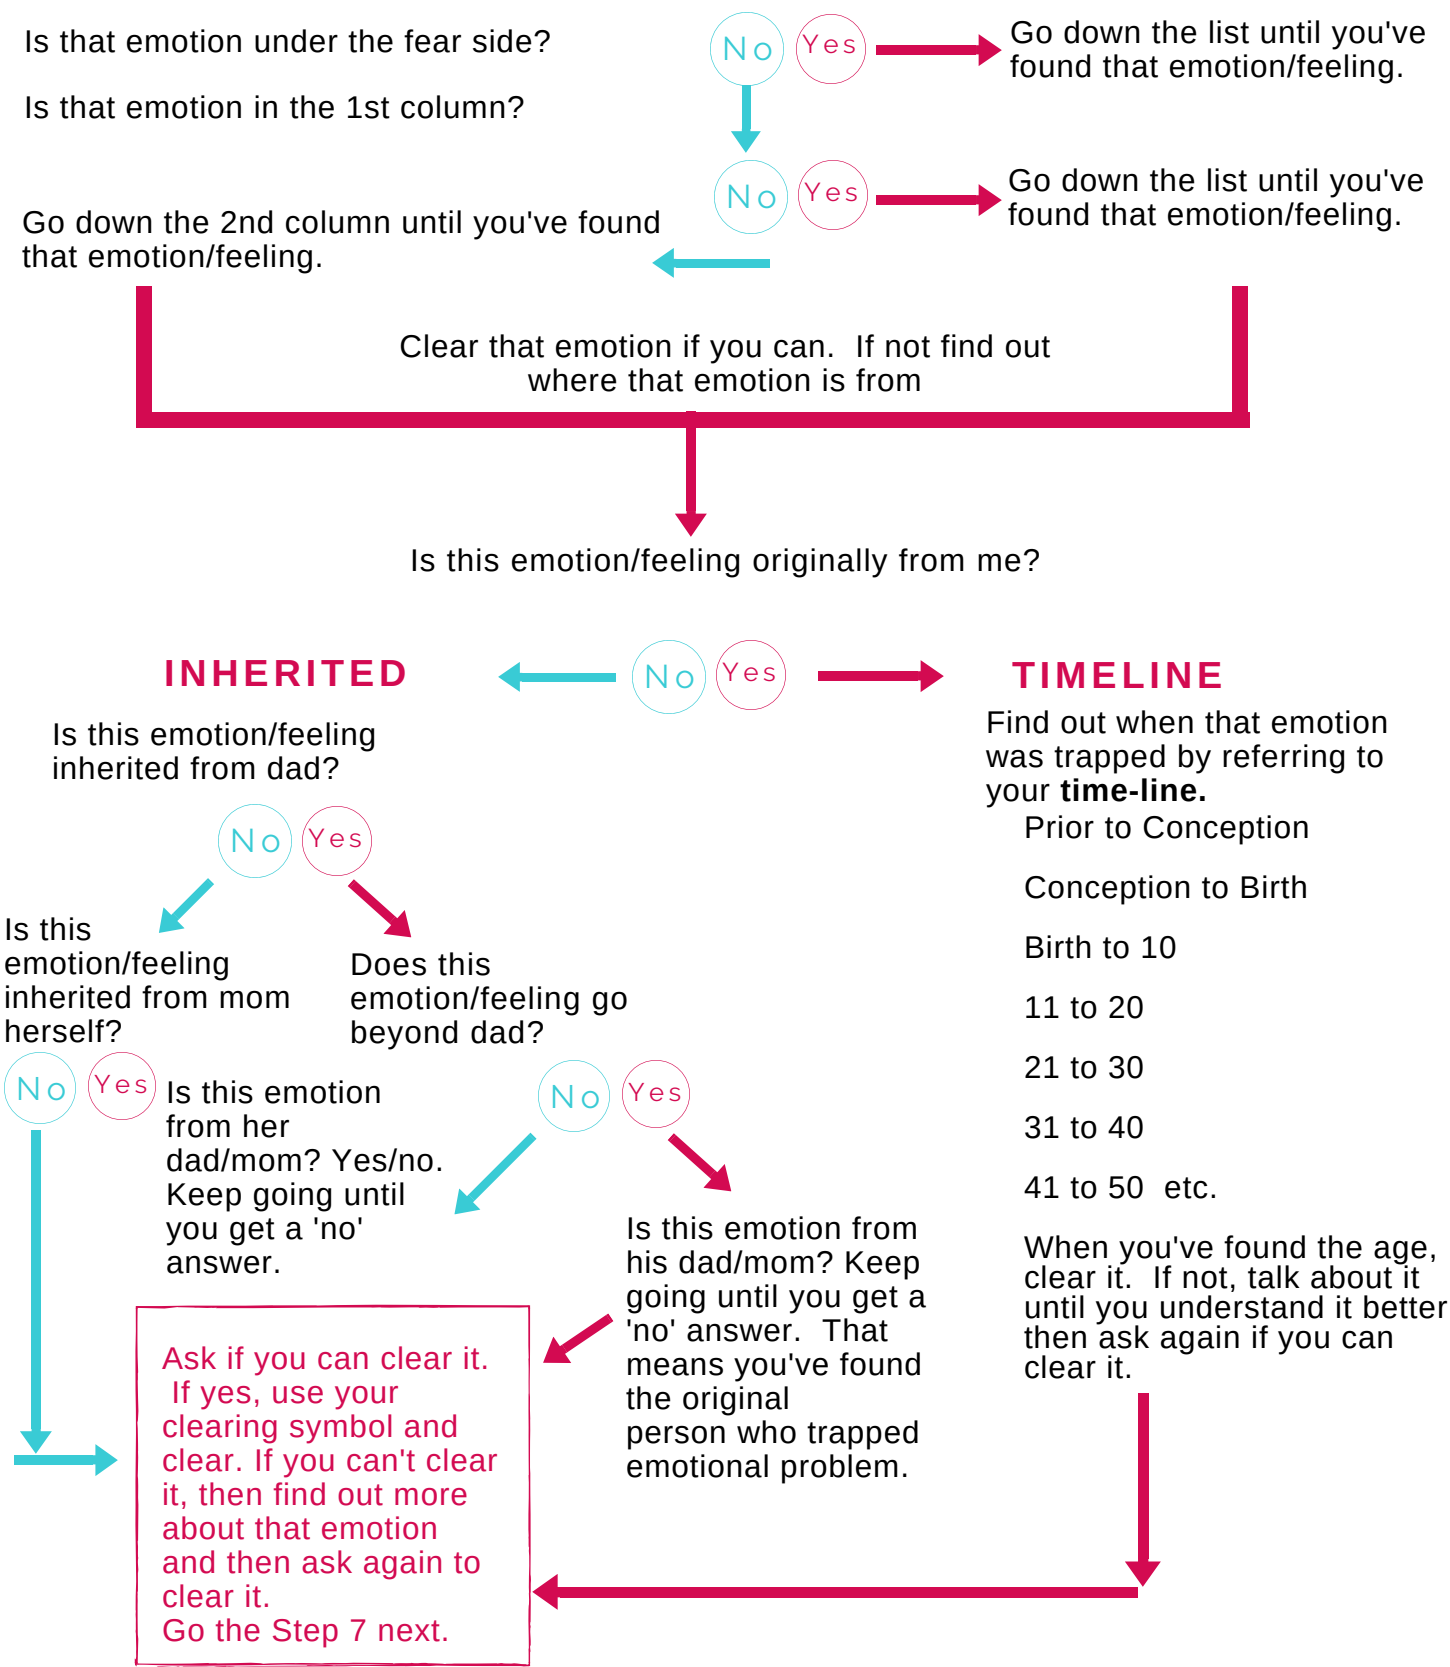 Is that emotion under the fear side?
No Yes
Go down the list until you've
found that emotion/feeling.
Is that emotion in the 1st column?
No Yes
Go down the list until you've
found that emotion/feeling.
Go down the 2nd column until you've found
that emotion/feeling.
Clear that emotion if you can.  If not find out
where that emotion is from
Is this emotion/feeling originally from me?
No Yes
INHERITED
Is this emotion/feeling
inherited from dad?
No Yes
Is this
emotion/feeling
inherited from mom
herself?
No Yes
Is this emotion
from her
dad/mom? Yes/no.
Keep going until
you get a 'no'
answer.
Does this
emotion/feeling go
beyond dad?
No Yes
Is this emotion from
his dad/mom? Keep
going until you get a
'no' answer.  That
means you've found
the original
person who trapped
emotional problem.
TIMELINE
Find out when that emotion
was trapped by referring to
your time-line.
Prior to Conception
Conception to Birth
Birth to 10
11 to 20
21 to 30
31 to 40
41 to 50  etc.
When you've found the age,
clear it.  If not, talk about it
until you understand it better
then ask again if you can
clear it.
Ask if you can clear it.
If yes, use your
clearing symbol and
clear. If you can't clear
it, then find out more
about that emotion
and then ask again to
clear it.
Go the Step 7 next.